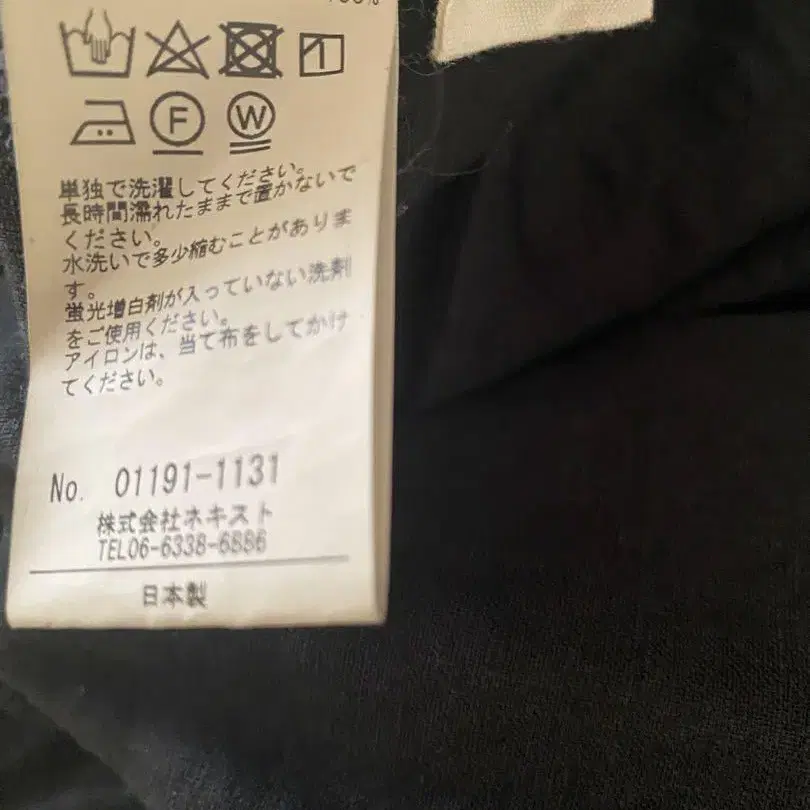 単独で洗濯してください。
長時間濡れたままで置かないで
ください。
水洗いで多少縮むことがありま
す。
蛍光増白剤が入っていない洗剤
をご使用ください。
アイロンは、当て布をしてかけ
てください。
No. 01191-1131
株式会社ネキスト
TEL06-6338-6886
日本製